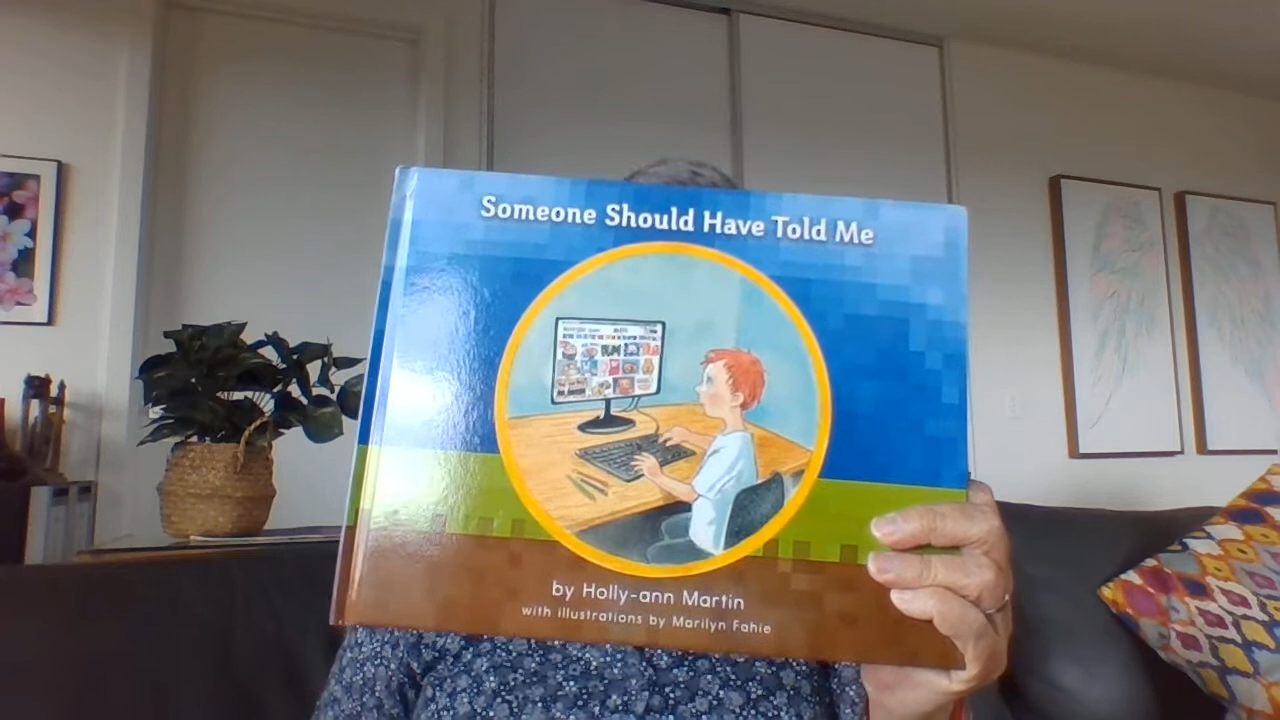 Someone Should Have Told Me
by Holly-ann Martin
with illustrations by Marilyn Fahie